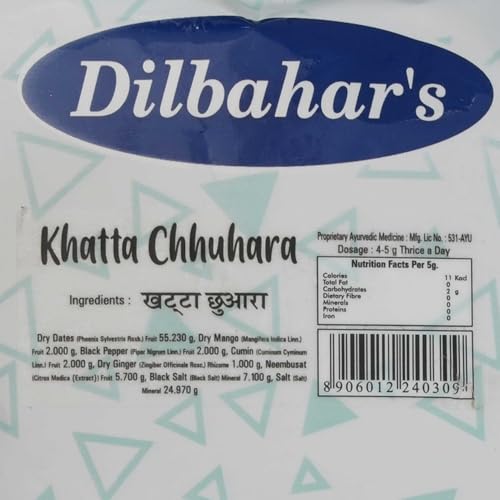 Dilbahar's
Khatta Chhuhara
Ingredients : खट्टा छुआरा
Dry Dates (Phoenix Sylvestris Roxb.) Fruit 55.230 g, Dry Mango (Mangifera Indica Linn.)
Fruit 2.000 g, Black Pepper (Piper Nigrum Linn.) Fruit 2.000 g, Cumin (Cuminum Cyminum
Linn.) Fruit 2.000 g, Dry Ginger (Zingiber Officinale Rosc.) Rhizome 1.000 g, Neembusat
(Citrus Medica (Extract)) Fruit 5.700 g, Black Salt (Black Salt) Mineral 7.100 g, Salt (Salt)
Mineral 24.970 g
Proprietary Ayurvedic Medicine : Mfg. Lic No. : 531-AYU
Dosage : 4-5 g Thrice a Day
Nutrition Facts Per 5g.
Calories 11 Kcal
Total Fat 0
Carbohydrates 2 g
Dietary Fibre 0
Minerals 0
Proteins 0
Iron 0
8 906012 240309